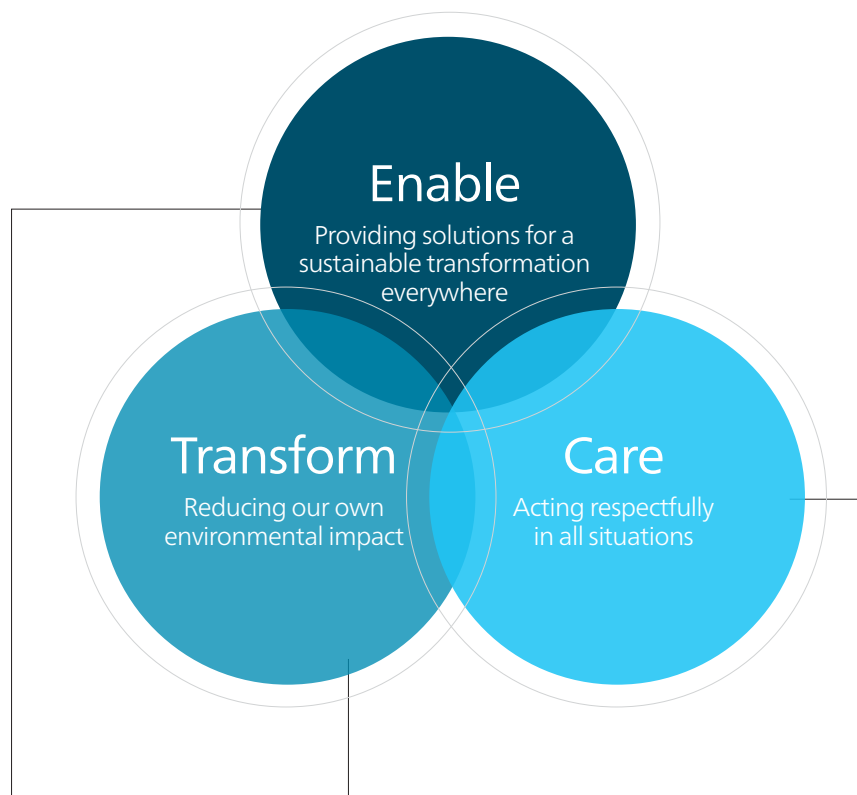 Enable
Providing solutions for a
sustainable transformation
everywhere
Transform
Reducing our own
environmental impact
Care
Acting respectfully
in all situations